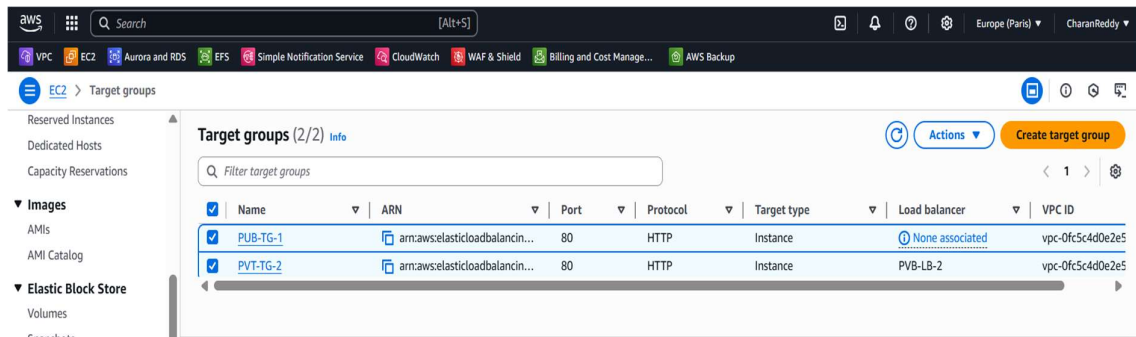 aws Search [Alt+S] Europe (Paris) ▼ CharanReddy ▼
VPC EC2 Aurora and RDS EFS Simple Notification Service CloudWatch WAF & Shield Billing and Cost Manage... AWS Backup
EC2 > Target groups
Reserved Instances
Dedicated Hosts
Capacity Reservations
▼ Images
AMIs
AMI Catalog
▼ Elastic Block Store
Volumes
Target groups (2/2) Info
Actions ▼ Create target group
Filter target groups
< 1 >
Name ARN Port Protocol Target type Load balancer VPC ID
PUB-TG-1 arn:aws:elasticloadbalancin... 80 HTTP Instance None associated vpc-0fc5c4d0e2e5
PVT-TG-2 arn:aws:elasticloadbalancin... 80 HTTP Instance PVB-LB-2 vpc-0fc5c4d0e2e5